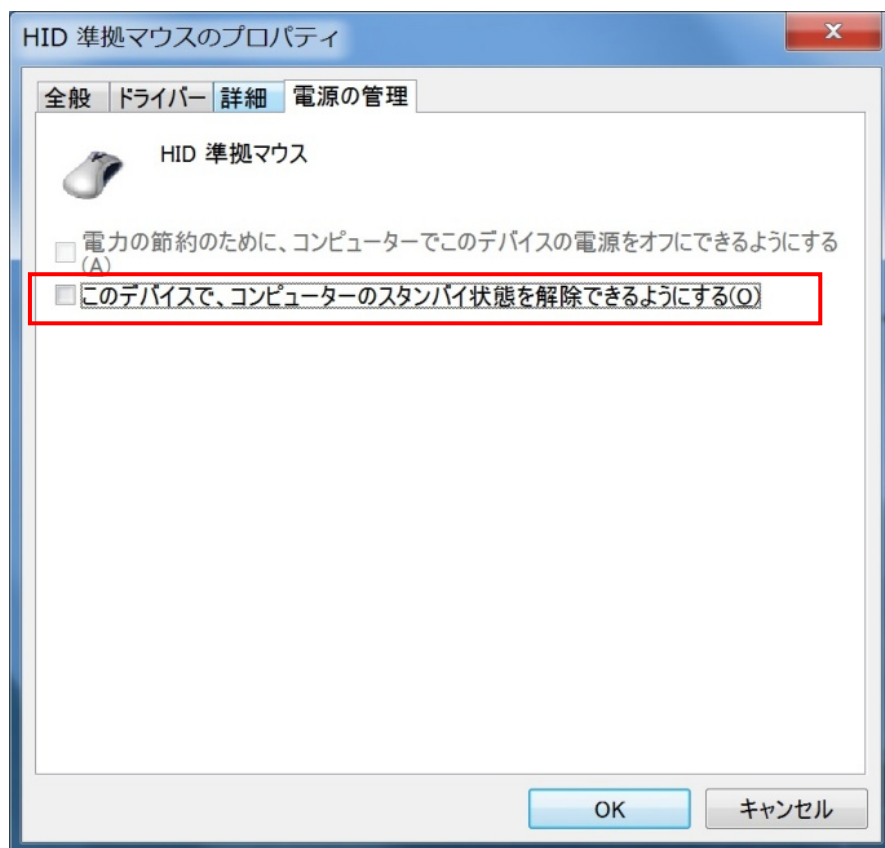 HID 準拠マウスのプロパティ
全般 ドライバー 詳細 電源の管理
HID 準拠マウス
電力の節約のために、コンピューターでこのデバイスの電源をオフにできるようにする
(A)
このデバイスで、コンピューターのスタンバイ状態を解除できるようにする(O)
OK キャンセル